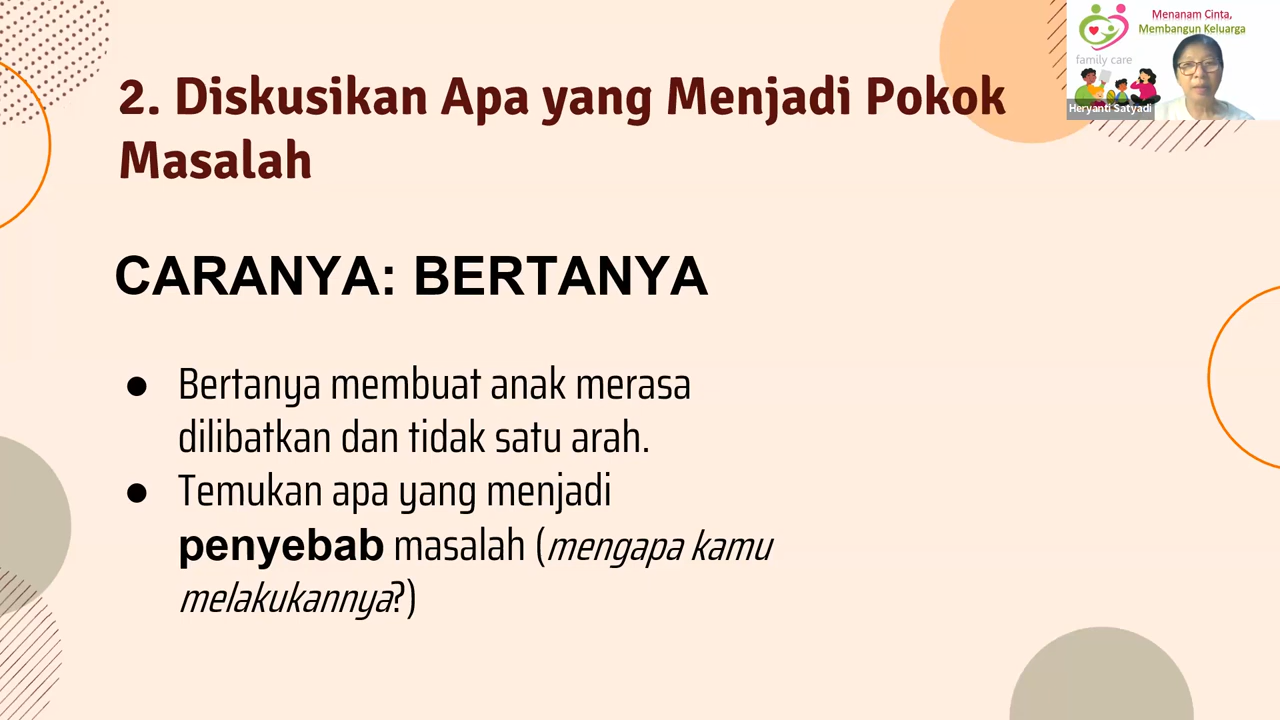 2. Diskusikan Apa yang Menjadi Pokok
Masalah
CARANYA: BERTANYA
● Bertanya membuat anak merasa
dilibatkan dan tidak satu arah.
● Temukan apa yang menjadi
penyebab masalah (mengapa kamu
melakukannya?)
Menanam Cinta,
Membangun Keluarga
family care
Heryanti Satyadi